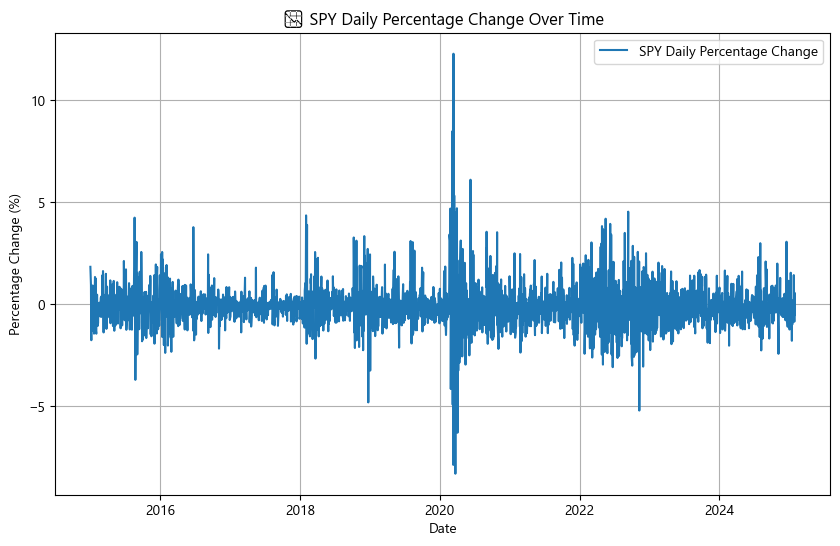 SPY Daily Percentage Change Over Time
SPY Daily Percentage Change
10
5
0
−5
Percentage Change (%)
2016 2018 2020 2022 2024
Date